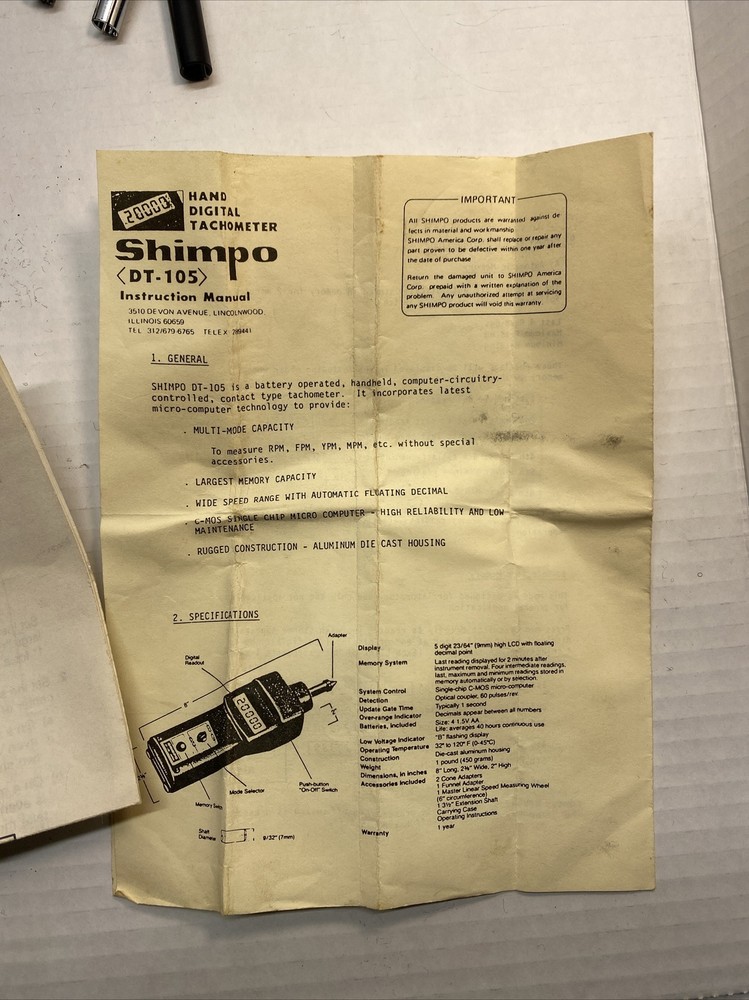 20000
HAND
DIGITAL
TACHOMETER
Shimpo
<DT-105>
Instruction Manual
3510 DEVON AVENUE, LINCOLNWOOD,
ILLINOIS 60659
TEL 312/679-6765 TELEX 289441
IMPORTANT
All SHIMPO products are warranted against de
fects in material and workmanship
SHIMPO America Corp. shall replace or repair any
part proven to be defective within one year after
the date of purchase
Return the damaged unit to SHIMPO America
Corp. prepaid with a written explanation of the
problem. Any unauthorized attempt at servicing
any SHIMPO product will void this warranty.
1. GENERAL
SHIMPO DT-105 is a battery operated, handheld, computer-circuitry-
controlled, contact type tachometer. It incorporates latest
micro-computer technology to provide:
. MULTI-MODE CAPACITY
To measure RPM, FPM, YPM, MPM, etc. without special
accessories.
. LARGEST MEMORY CAPACITY
. WIDE SPEED RANGE WITH AUTOMATIC FLOATING DECIMAL
. C-MOS SINGLE CHIP MICRO COMPUTER - HIGH RELIABILITY AND LOW
MAINTENANCE
. RUGGED CONSTRUCTION - ALUMINUM DIE CAST HOUSING
2. SPECIFICATIONS
Adapter
Digital
Readout
8"
20000
2"
Push-button
"On-Off" Switch
Mode Selector
Memory Switch
Shaft
Diameter
9/32" (7mm)
Display 5 digit 23/64" (9mm) high LCD with floating
decimal point
Memory System Last reading displayed for 2 minutes after
instrument removal. Four intermediate readings,
last, maximum and minimum readings stored in
memory automatically or by selection.
System Control Single-chip C-MOS micro-computer
Detection Optical coupler, 60 pulses/rev.
Update Gate Time Typically 1 second
Over-range Indicator Decimals appear between all numbers
Batteries, Included Size: 4 1.5V AA
Life: averages 40 hours continuous use
Low Voltage Indicator "B" flashing display
Operating Temperature 32° to 120° F (0-45°C)
Construction Die-cast aluminum housing
Weight 1 pound (450 grams)
Dimensions, in inches 8" Long, 2⅜" Wide, 2" High
Accessories Included 2 Cone Adapters
1 Funnel Adapter
1 Master Linear Speed Measuring Wheel
(6" circumference)
1 3½" Extension Shaft
Carrying Case
Operating Instructions
Warranty 1 year